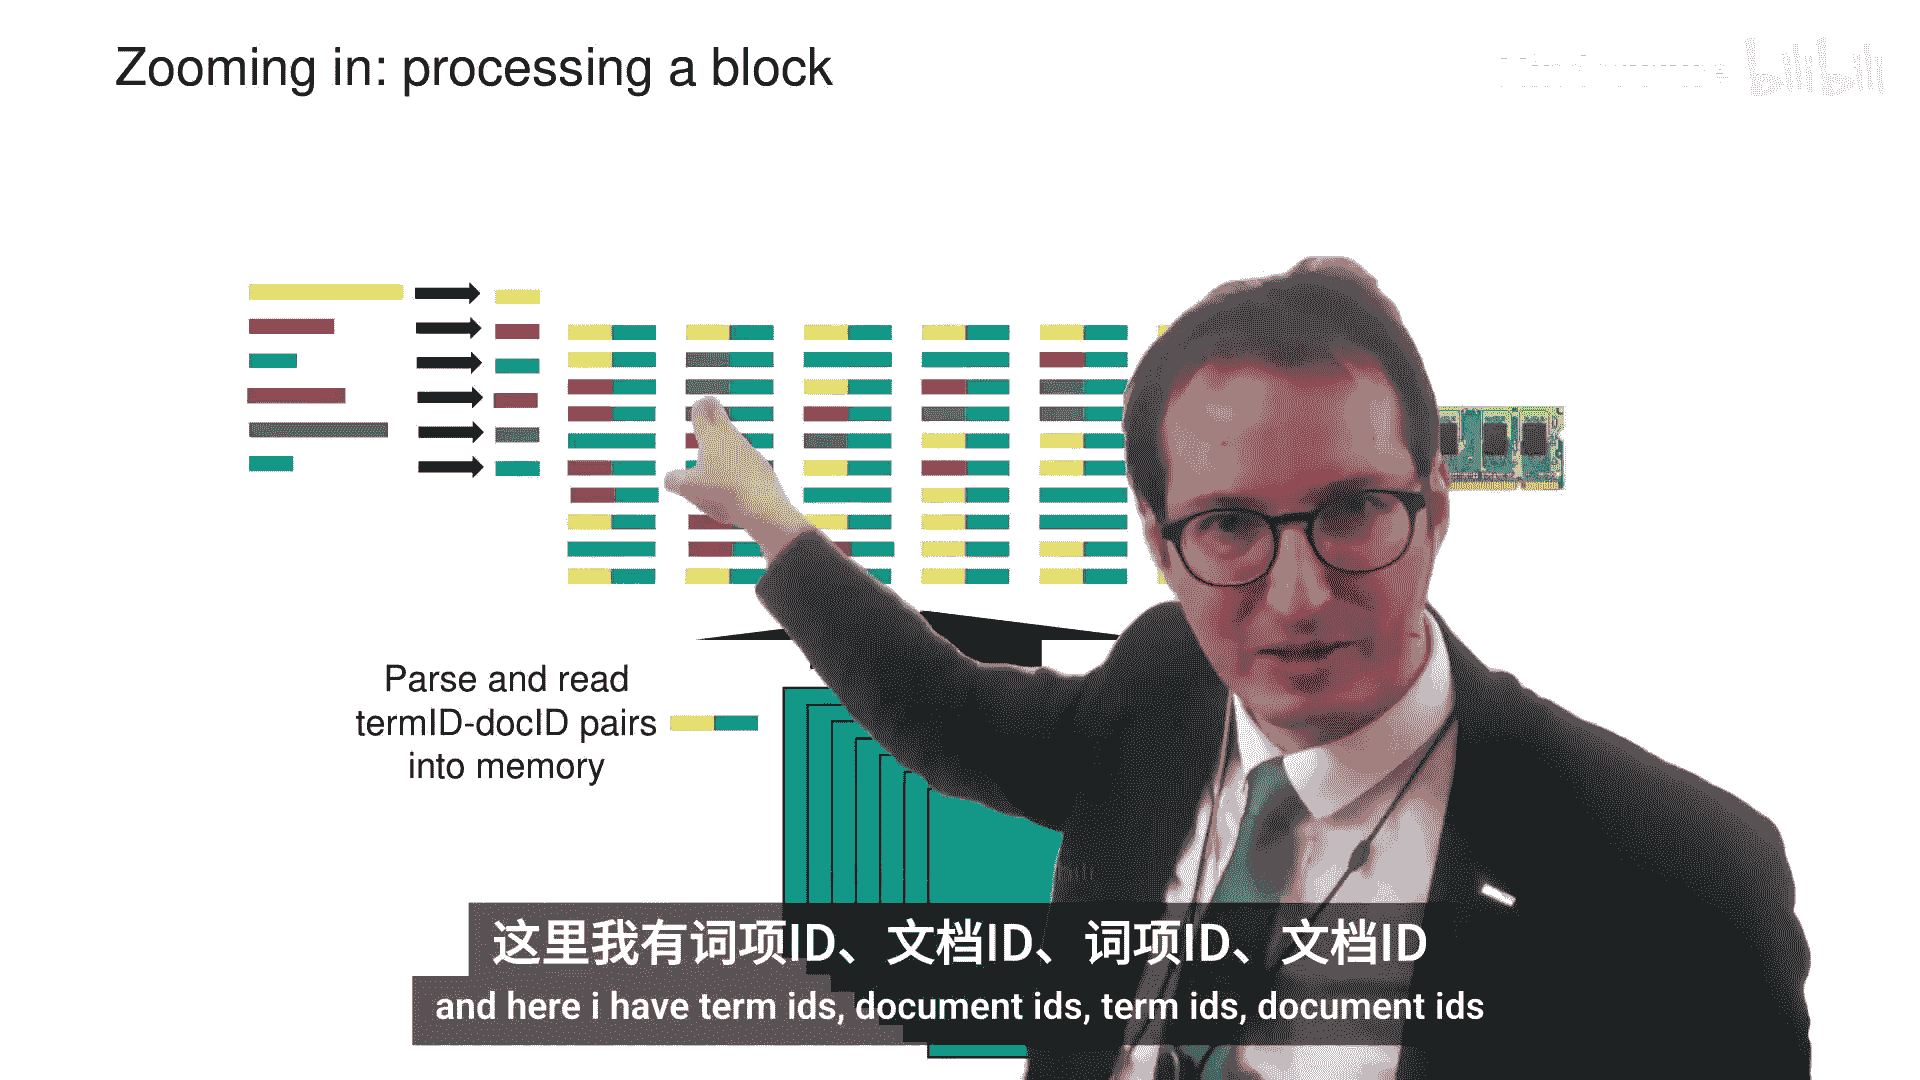 Zooming in: processing a block
bilibili
Parse and read
termID-docID pairs
into memory
这里我有词项ID、文档ID、词项ID、文档ID
and here i have term ids, document ids, term ids, document ids